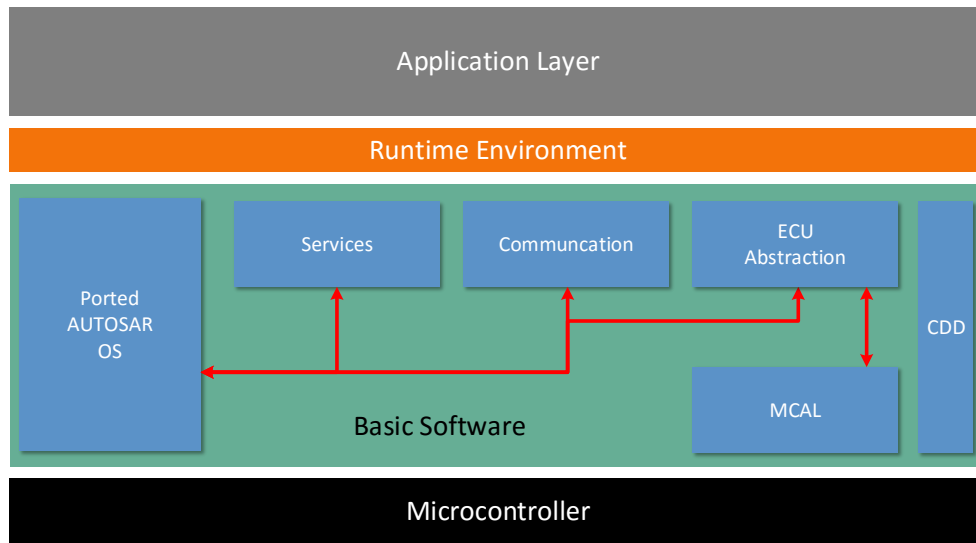 Application Layer
Runtime Environment
Ported
AUTOSAR
OS
Services
Communcation
ECU
Abstraction
CDD
MCAL
Basic Software
Microcontroller